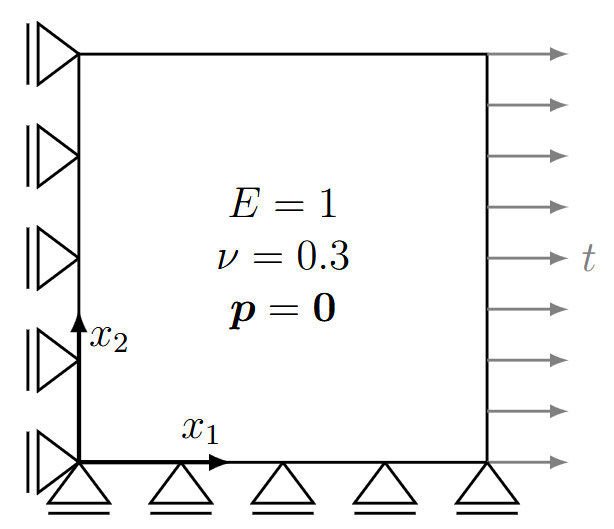 E = 1
ν = 0.3
p = 0
t
x₂
x₁